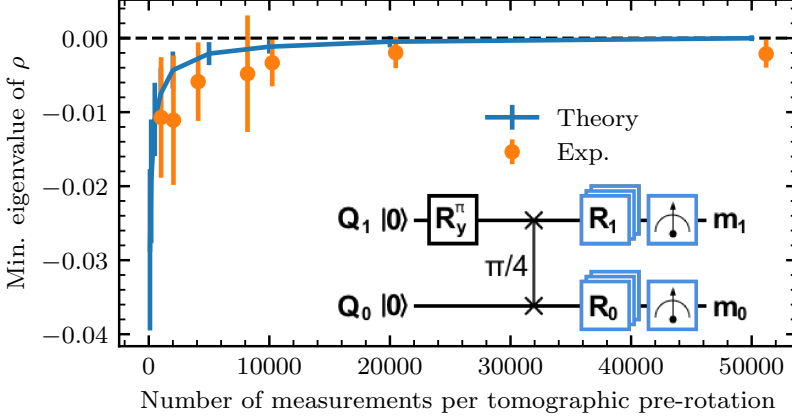 0.00
−0.01
−0.02
−0.03
−0.04
Min. eigenvalue of ρ
Theory
Exp.
Q₁ |0⟩ R_y^π R₁ m₁
π/4
Q₀ |0⟩ R₀ m₀
0 10000 20000 30000 40000 50000
Number of measurements per tomographic pre-rotation